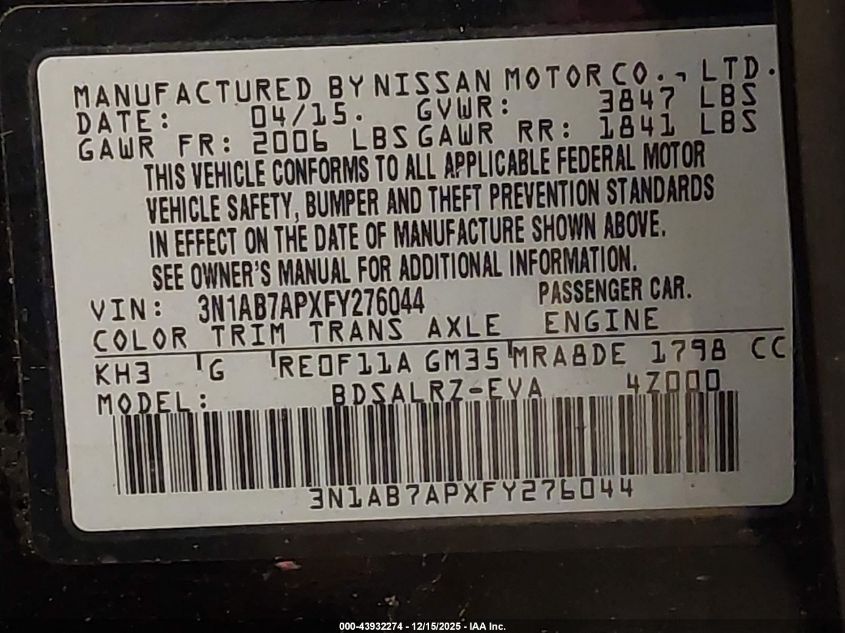 MANUFACTURED BY NISSAN MOTOR CO., LTD.
DATE: 04/15. GVWR: 3847 LBS
GAWR FR: 2006 LBS GAWR RR: 1841 LBS
THIS VEHICLE CONFORMS TO ALL APPLICABLE FEDERAL MOTOR
VEHICLE SAFETY, BUMPER AND THEFT PREVENTION STANDARDS
IN EFFECT ON THE DATE OF MANUFACTURE SHOWN ABOVE.
SEE OWNER'S MANUAL FOR ADDITIONAL INFORMATION.
VIN: 3N1AB7APXFY276044 PASSENGER CAR.
COLOR TRIM TRANS AXLE ENGINE
KH3 G RE0F11A GM35 MRA8DE 1798 CC
MODEL: BDSALRZ-EVA 4Z000
3N1AB7APXFY276044
000-43932274 - 12/15/2025 - IAA Inc.